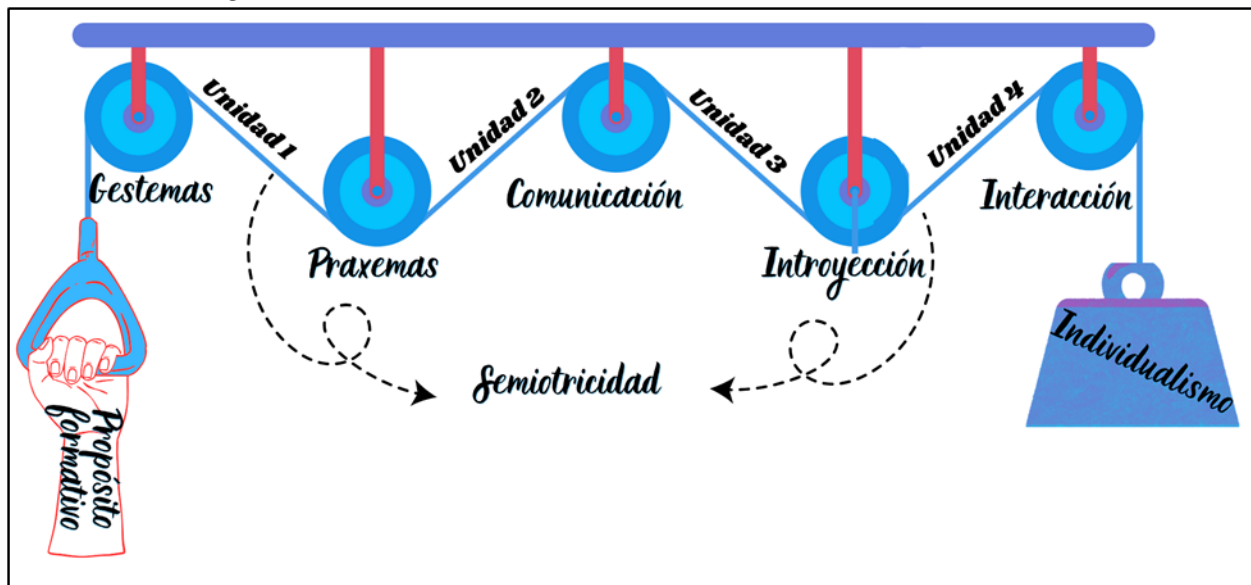 Unidad 1
Unidad 2
Unidad 3
Unidad 4
Gestemas
Praxemas
Comunicación
Introyección
Interacción
Semiotricidad
Propósito
formativo
Individualismo